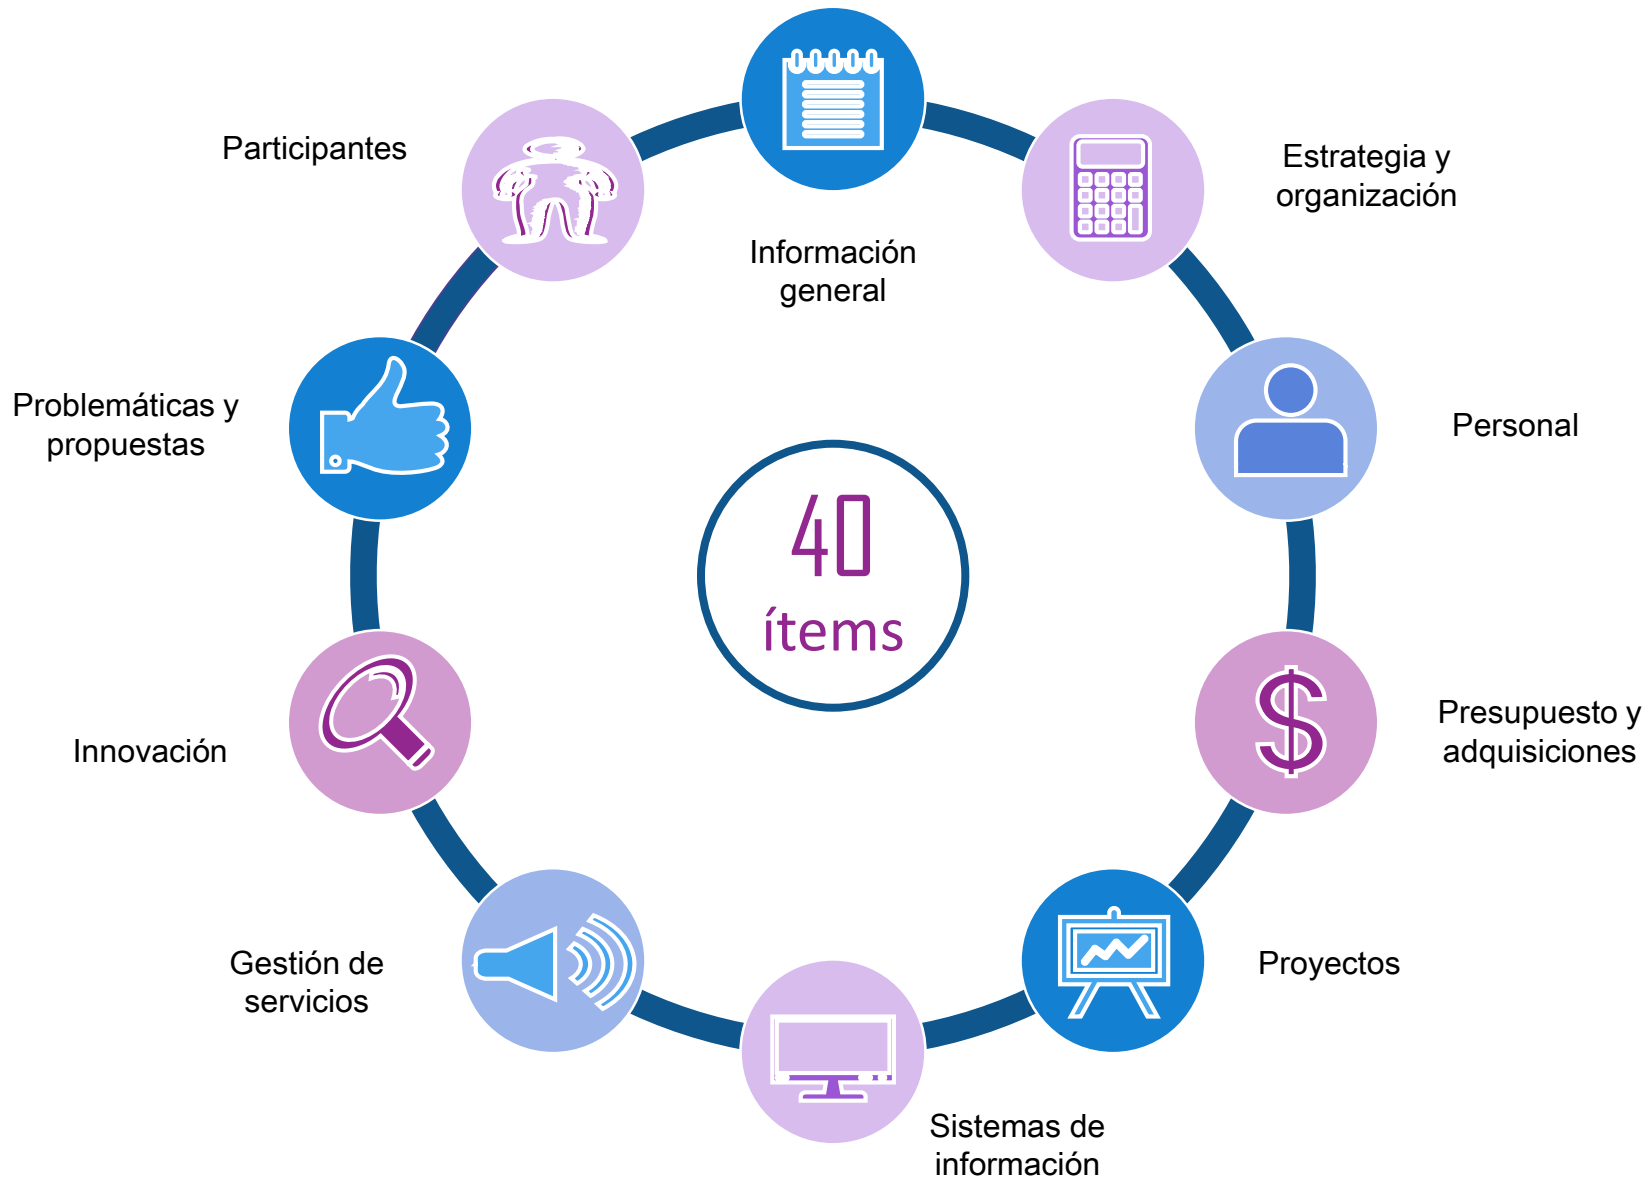 Información
general
Estrategia y
organización
Personal
Presupuesto y
adquisiciones
Proyectos
Sistemas de
información
Gestión de
servicios
Innovación
Problemáticas y
propuestas
Participantes
40
ítems